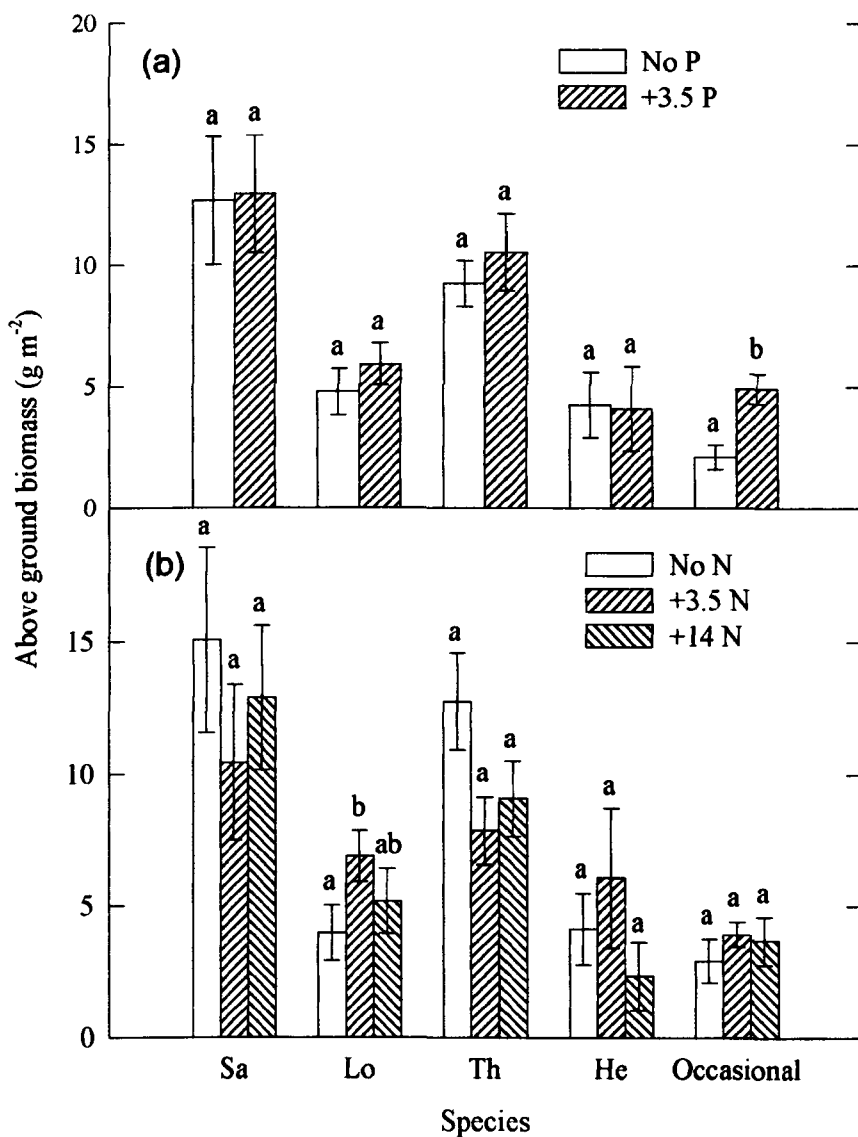 20
(a)
No P
+3.5 P
15
a a
a a
10
a a
a a
5
a b
0
Above ground biomass (g m⁻²)
(b)
No N
+3.5 N
+14 N
15
a a a
10
a a a
5
a b ab
a a a
a a a
0
Sa Lo Th He Occasional
Species